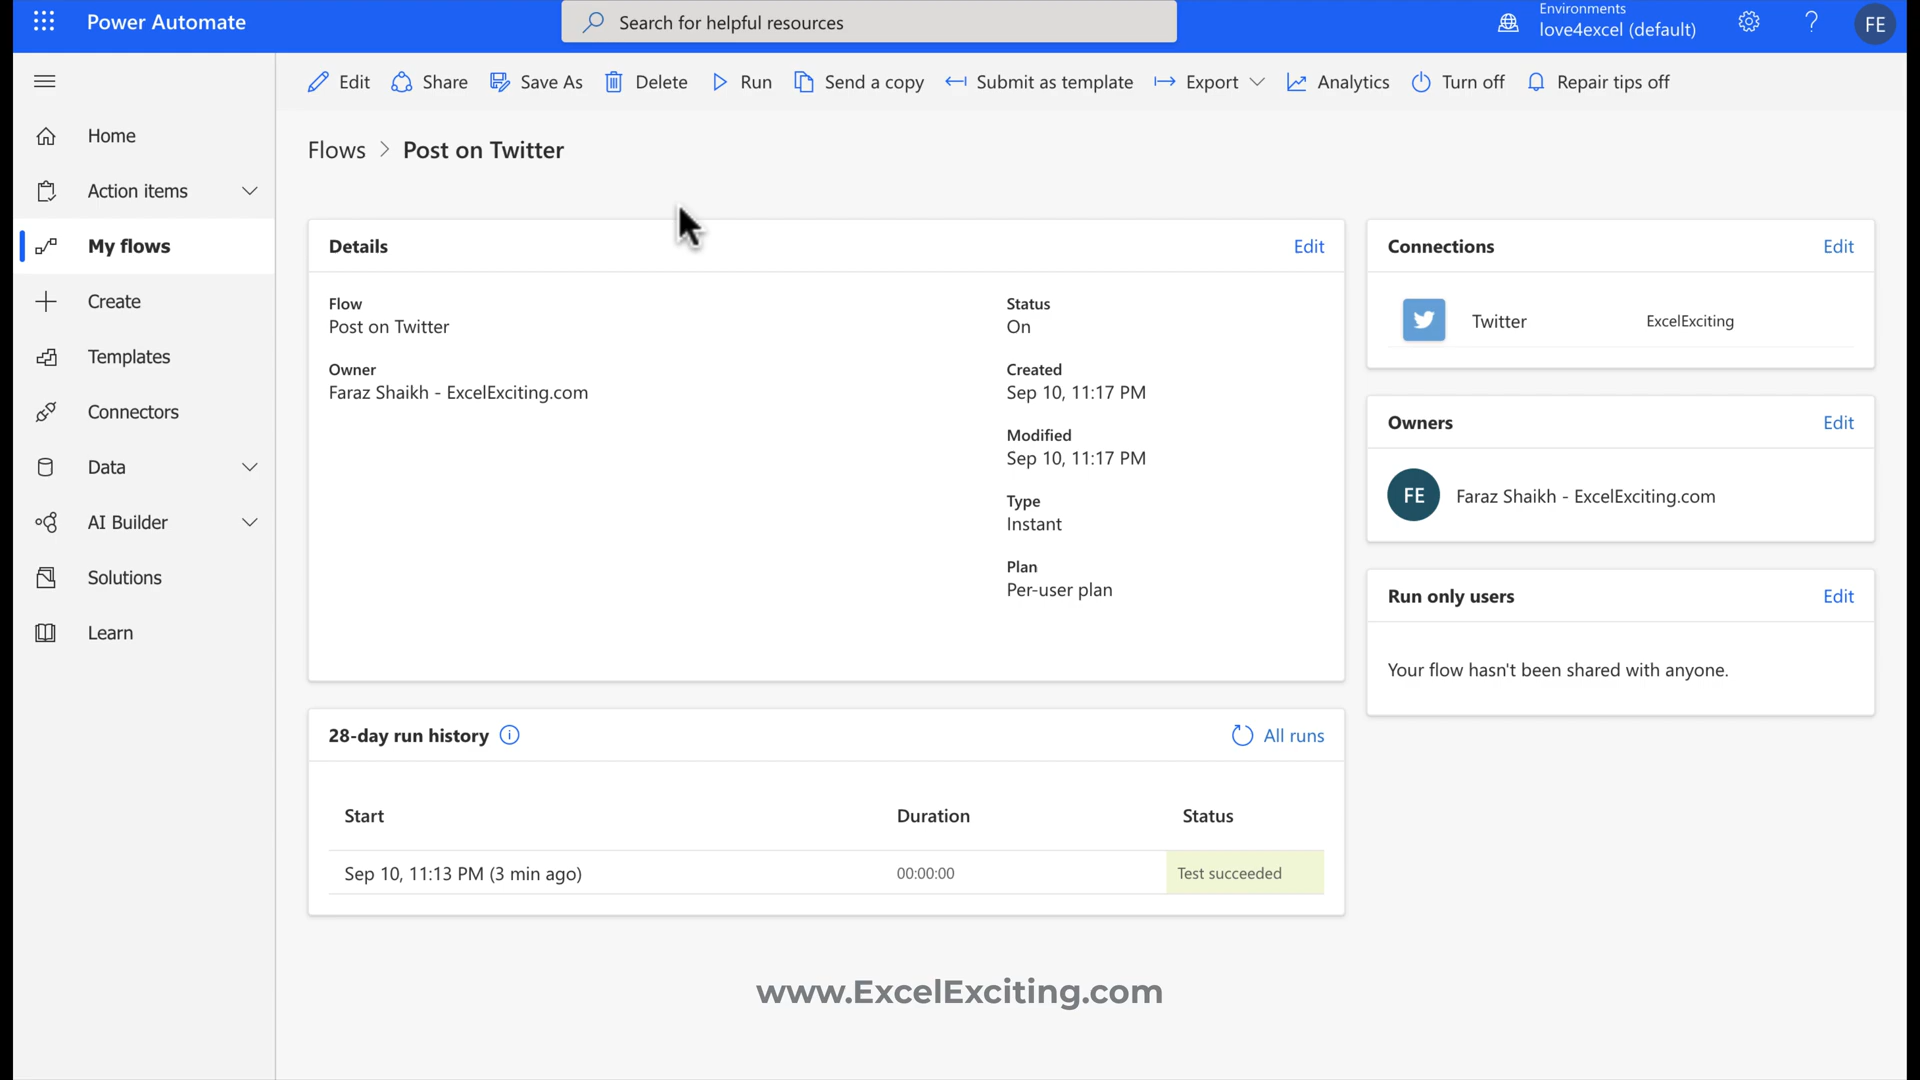 Power Automate
Search for helpful resources
Environments
love4excel (default)
?
FE
Edit
Share
Save As
Delete
Run
Send a copy
Submit as template
Export
Analytics
Turn off
Repair tips off
Home
Action items
My flows
Create
Templates
Connectors
Data
AI Builder
Solutions
Learn
Flows > Post on Twitter
Details
Edit
Flow
Post on Twitter
Owner
Faraz Shaikh - ExcelExciting.com
Status
On
Created
Sep 10, 11:17 PM
Modified
Sep 10, 11:17 PM
Type
Instant
Plan
Per-user plan
Connections
Edit
Twitter
ExcelExciting
Owners
Edit
FE
Faraz Shaikh - ExcelExciting.com
Run only users
Edit
Your flow hasn't been shared with anyone.
28-day run history
All runs
Start
Duration
Status
Sep 10, 11:13 PM (3 min ago)
00:00:00
Test succeeded
www.ExcelExciting.com